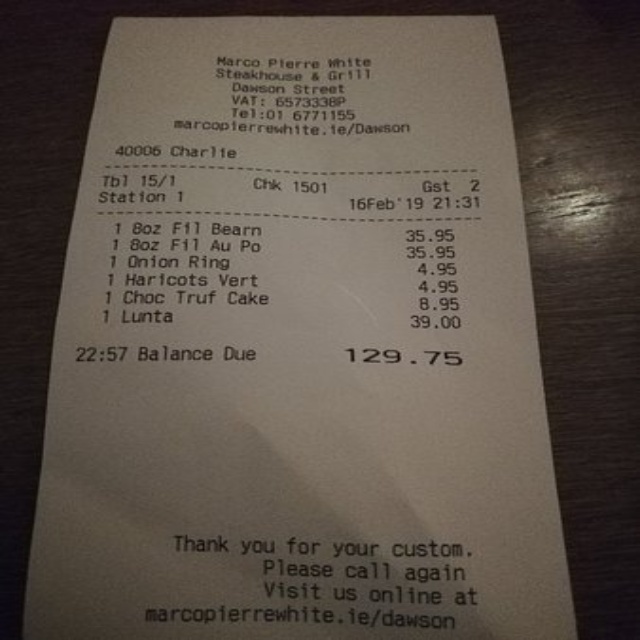 Marco Pierre White
Steakhouse & Grill
Dawson Street
VAT: 6573338P
Tel:01 6771155
marcopierrewhite.ie/Dawson
40006 Charlie
Tbl 15/1 Chk 1501 Gst 2
Station 1 16Feb'19 21:31
1 8oz Fil Bearn 35.95
1 8oz Fil Au Po 35.95
1 Onion Ring 4.95
1 Haricots Vert 4.95
1 Choc Truf Cake 8.95
1 Lunta 39.00
22:57 Balance Due 129.75
Thank you for your custom.
Please call again
Visit us online at
marcopierrewhite.ie/dawson